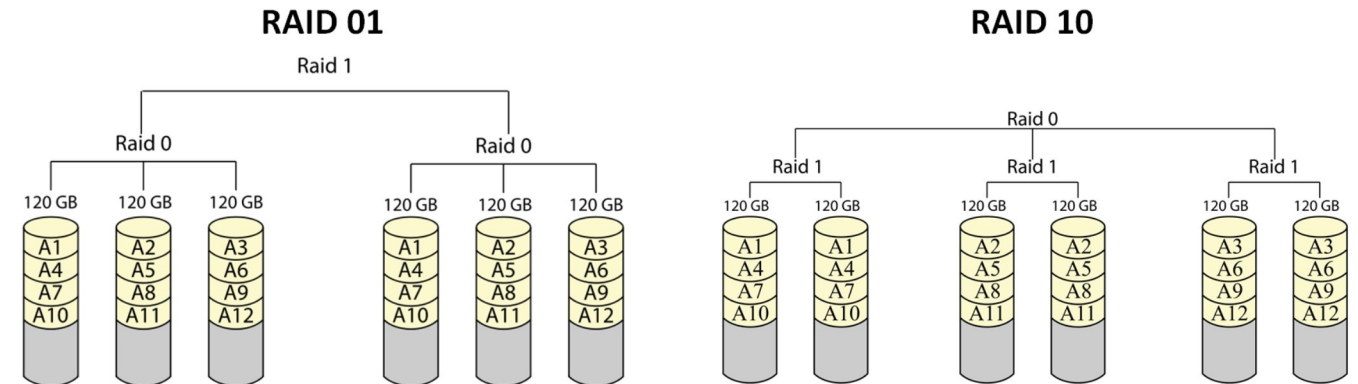 RAID 01
Raid 1
Raid 0 Raid 0
120 GB 120 GB 120 GB 120 GB 120 GB 120 GB
A1 A2 A3 A1 A2 A3
A4 A5 A6 A4 A5 A6
A7 A8 A9 A7 A8 A9
A10 A11 A12 A10 A11 A12
RAID 10
Raid 0
Raid 1 Raid 1 Raid 1
120 GB 120 GB 120 GB 120 GB 120 GB 120 GB
A1 A1 A2 A2 A3 A3
A4 A4 A5 A5 A6 A6
A7 A7 A8 A8 A9 A9
A10 A10 A11 A11 A12 A12